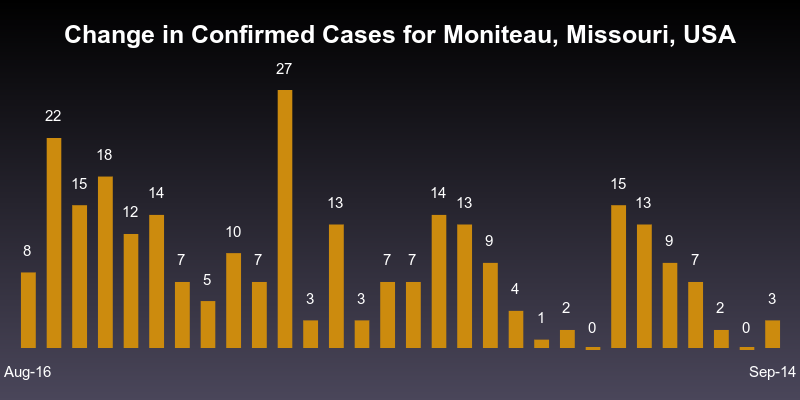 Change in Confirmed Cases for Moniteau, Missouri, USA
8 22 15 18 12 14 7 5 10 7 27 3 13 3 7 7 14 13 9 4 1 2 0 15 13 9 7 2 0 3
Aug-16 Sep-14